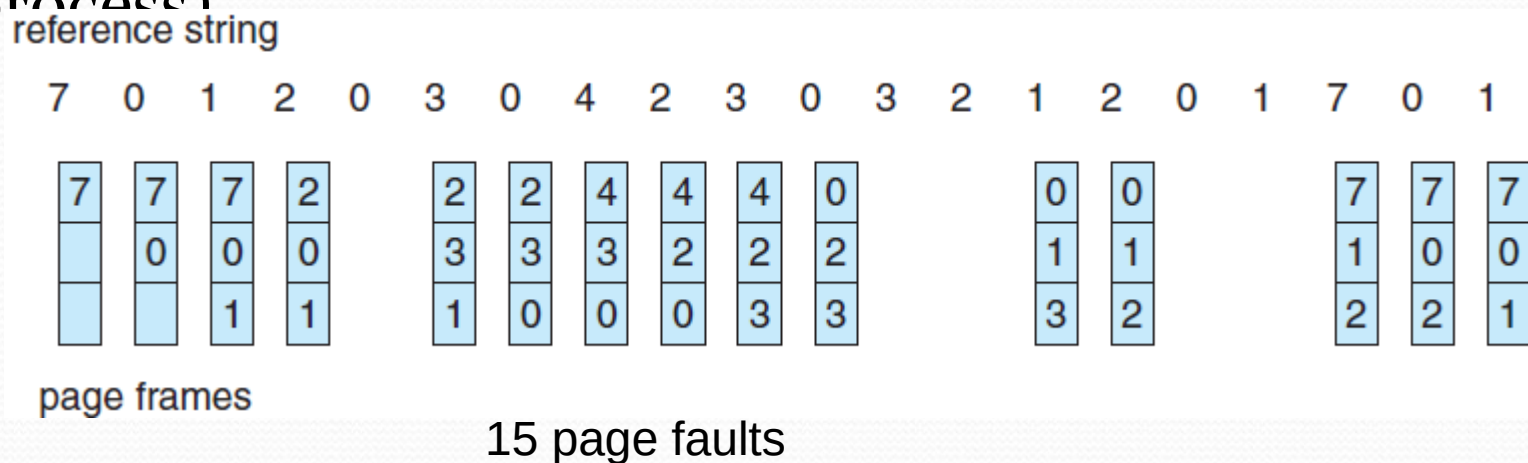 reference string
7 0 1 2 0 3 0 4 2 3 0 3 2 1 2 0 1 7 0 1
7 7 7 2 2 2 4 4 4 0 0 0 7 7 7
0 0 0 3 3 3 2 2 2 1 1 1 0 0
1 1 1 0 0 0 3 3 3 2 2 2 1
page frames
15 page faults